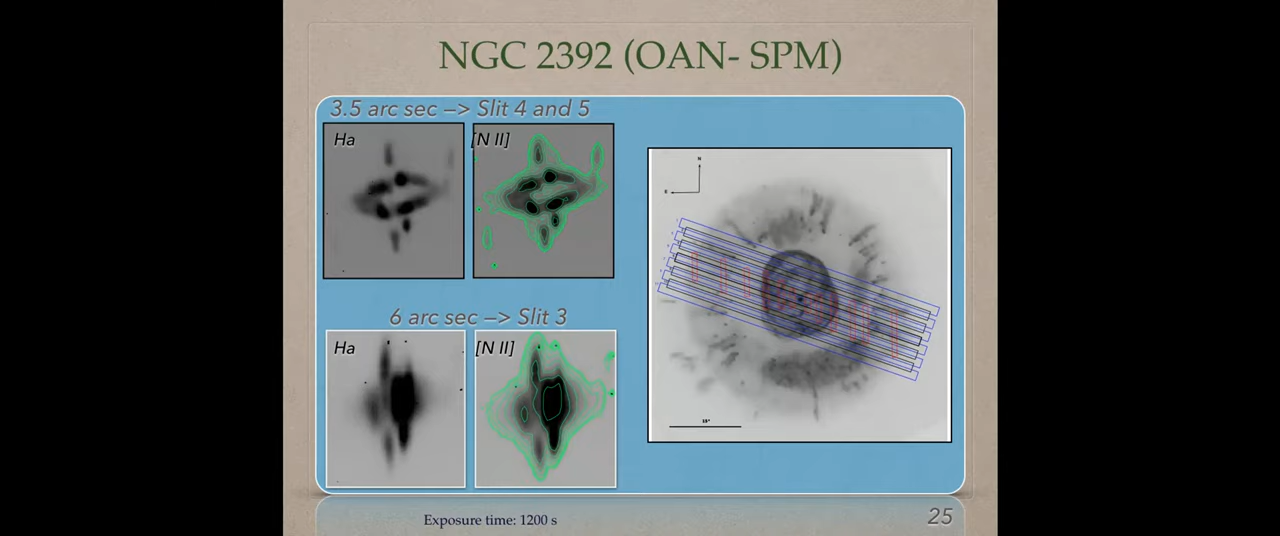 NGC 2392 (OAN- SPM)
3.5 arc sec —> Slit 4 and 5
Ha
[N II]
6 arc sec —> Slit 3
Ha
[N II]
N
E
15"
Exposure time: 1200 s
25